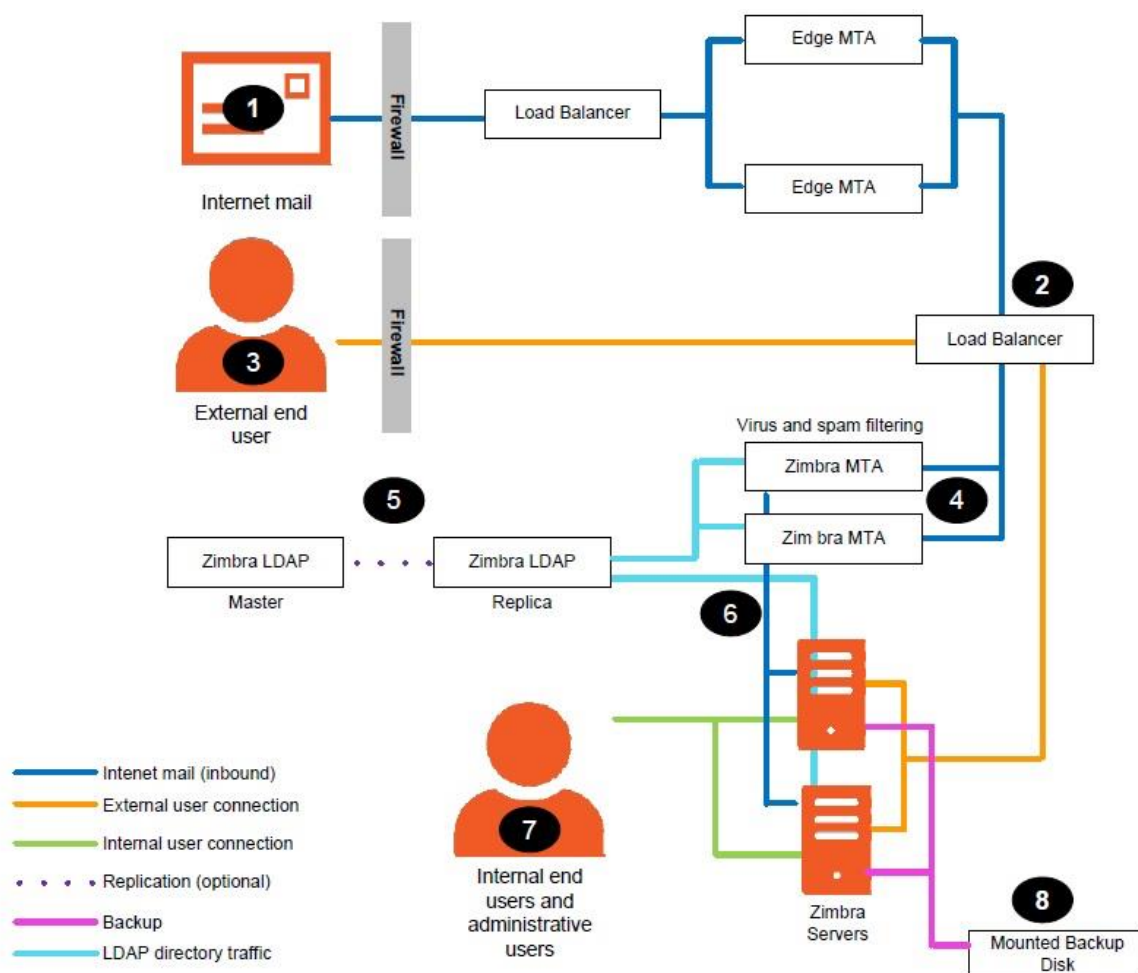 Edge MTA
1
Firewall
Load Balancer
Edge MTA
Internet mail
2
Firewall
3
Load Balancer
External end
user
Virus and spam filtering
Zimbra MTA
5
4
Zim bra MTA
Zimbra LDAP
Zimbra LDAP
Master
Replica
6
Intenet mail (inbound)
External user connection
Internal user connection
Replication (optional)
Backup
LDAP directory traffic
7
Internal end
users and
administrative
users
Zimbra
Servers
8
Mounted Backup
Disk